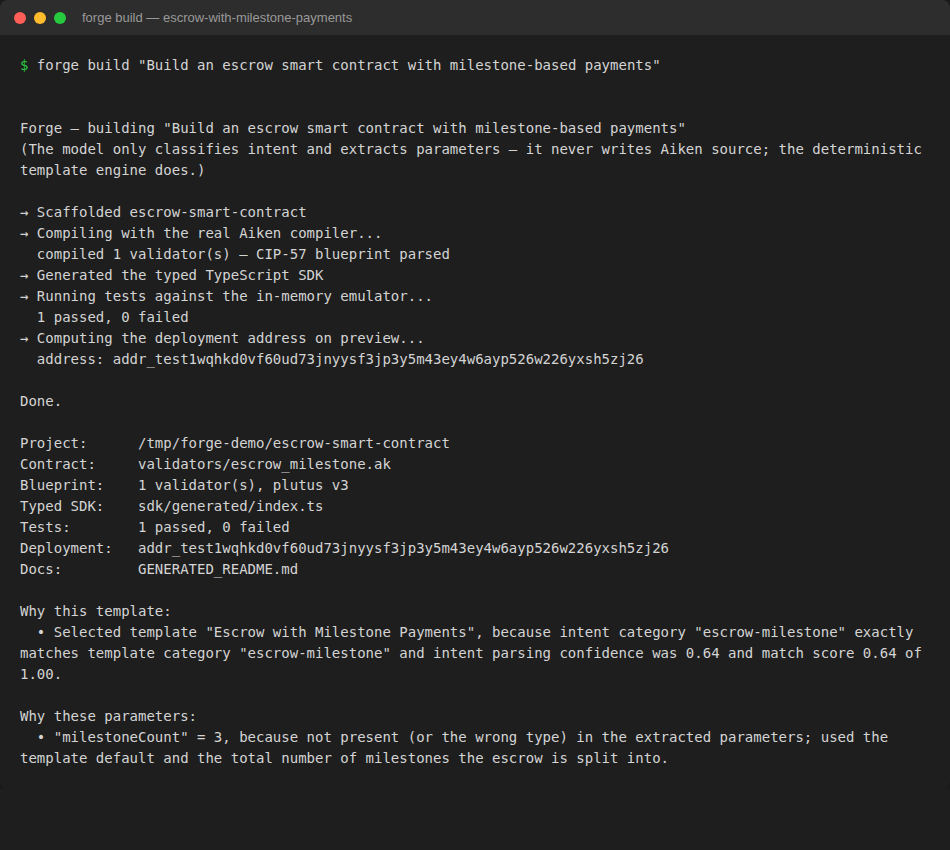 forge build — escrow-with-milestone-payments
$ forge build "Build an escrow smart contract with milestone-based payments"
Forge — building "Build an escrow smart contract with milestone-based payments"
(The model only classifies intent and extracts parameters — it never writes Aiken source; the deterministic
template engine does.)
→ Scaffolded escrow-smart-contract
→ Compiling with the real Aiken compiler...
compiled 1 validator(s) — CIP-57 blueprint parsed
→ Generated the typed TypeScript SDK
→ Running tests against the in-memory emulator...
1 passed, 0 failed
→ Computing the deployment address on preview...
address: addr_test1wqhkd0vf60ud73jnyysf3jp3y5m43ey4w6ayp526w226yxsh5zj26
Done.
Project: /tmp/forge-demo/escrow-smart-contract
Contract: validators/escrow_milestone.ak
Blueprint: 1 validator(s), plutus v3
Typed SDK: sdk/generated/index.ts
Tests: 1 passed, 0 failed
Deployment: addr_test1wqhkd0vf60ud73jnyysf3jp3y5m43ey4w6ayp526w226yxsh5zj26
Docs: GENERATED_README.md
Why this template:
• Selected template "Escrow with Milestone Payments", because intent category "escrow-milestone" exactly
matches template category "escrow-milestone" and intent parsing confidence was 0.64 and match score 0.64 of
1.00.
Why these parameters:
• "milestoneCount" = 3, because not present (or the wrong type) in the extracted parameters; used the
template default and the total number of milestones the escrow is split into.